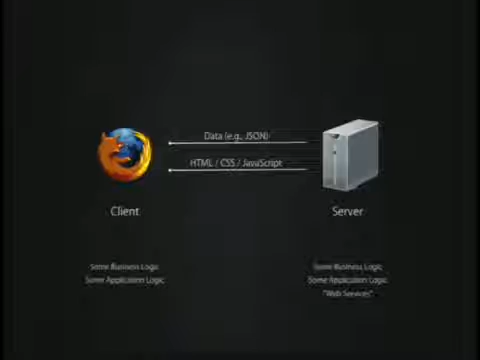 Data (e.g., JSON)
HTML / CSS / JavaScript
Client
Server
Some Business Logic
Some Application Logic
Some Business Logic
Some Application Logic
"Web Services"